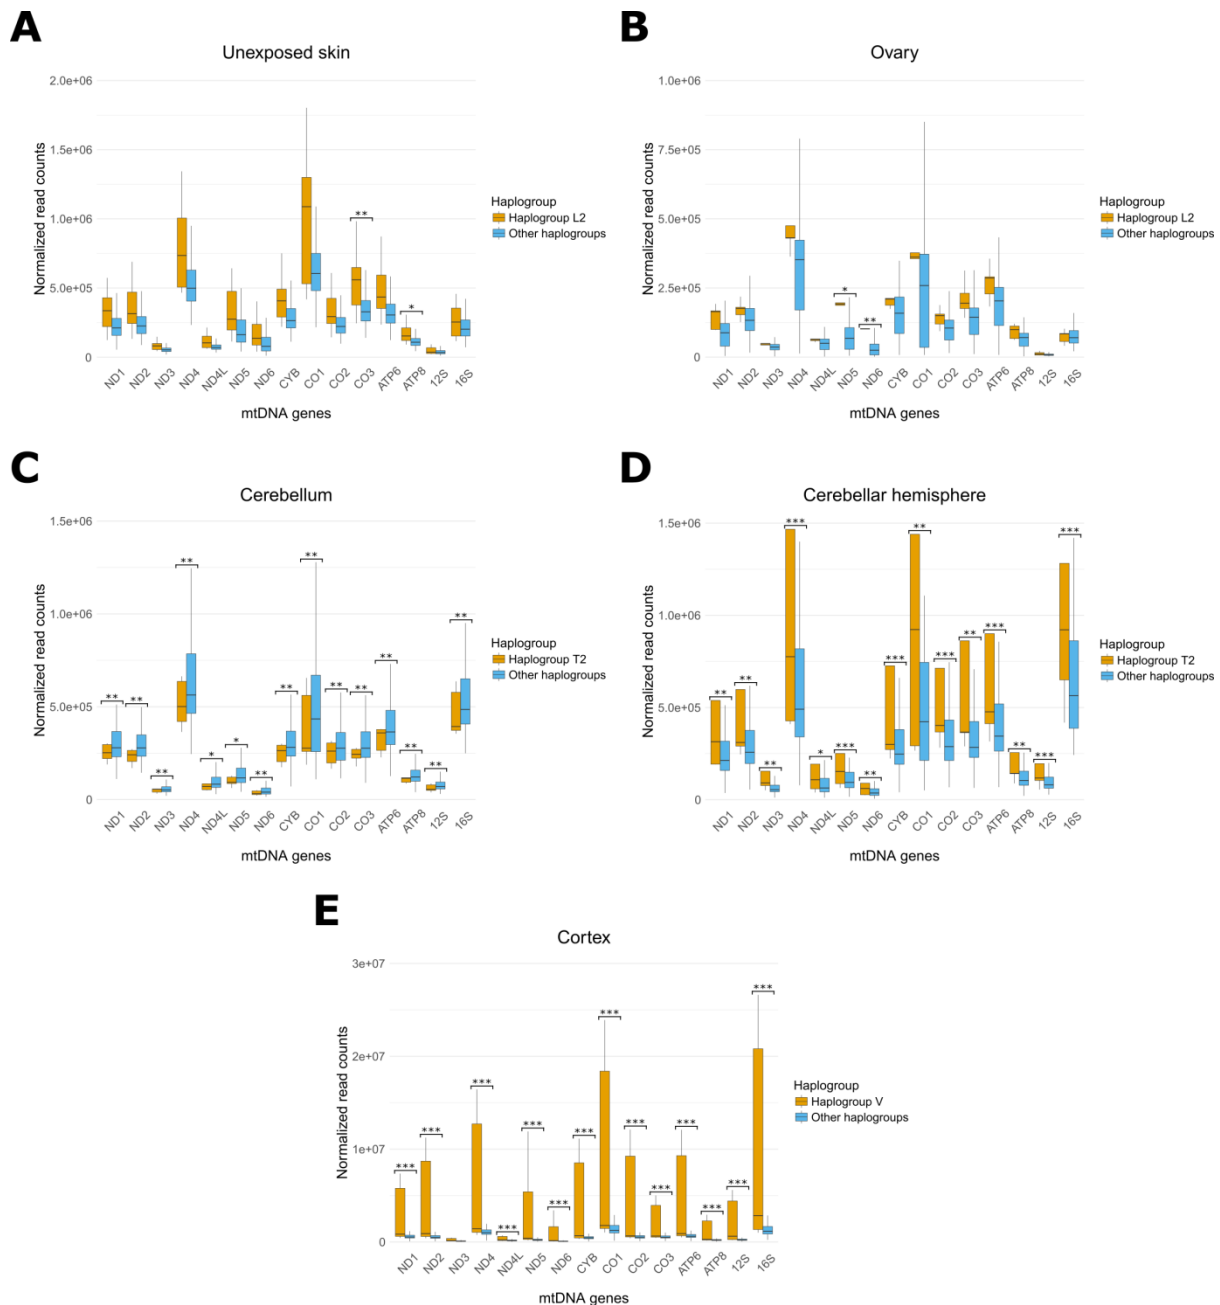 A
Unexposed skin
2.0e+06
1.5e+06
1.0e+06
5.0e+05
0
Normalized read counts
**
*
ND1 ND2 ND3 ND4 ND4L ND5 ND6 CYB CO1 CO2 CO3 ATP6 ATP8 12S 16S
mtDNA genes
Haplogroup
Haplogroup L2
Other haplogroups
B
Ovary
1.0e+06
7.5e+05
5.0e+05
2.5e+05
0
Normalized read counts
*
**
ND1 ND2 ND3 ND4 ND4L ND5 ND6 CYB CO1 CO2 CO3 ATP6 ATP8 12S 16S
mtDNA genes
Haplogroup
Haplogroup L2
Other haplogroups
C
Cerebellum
1.5e+06
1.0e+06
5.0e+05
0
Normalized read counts
** ** ** ** * * ** ** ** ** ** ** ** ** **
ND1 ND2 ND3 ND4 ND4L ND5 ND6 CYB CO1 CO2 CO3 ATP6 ATP8 12S 16S
mtDNA genes
Haplogroup
Haplogroup T2
Other haplogroups
D
Cerebellar hemisphere
1.5e+06
1.0e+06
5.0e+05
0
Normalized read counts
** ** ** *** * *** ** *** ** *** ** *** ** *** ***
ND1 ND2 ND3 ND4 ND4L ND5 ND6 CYB CO1 CO2 CO3 ATP6 ATP8 12S 16S
mtDNA genes
Haplogroup
Haplogroup T2
Other haplogroups
E
Cortex
3e+07
2e+07
1e+07
0
Normalized read counts
*** *** *** *** *** *** *** *** *** *** *** *** *** ***
ND1 ND2 ND3 ND4 ND4L ND5 ND6 CYB CO1 CO2 CO3 ATP6 ATP8 12S 16S
mtDNA genes
Haplogroup
Haplogroup V
Other haplogroups